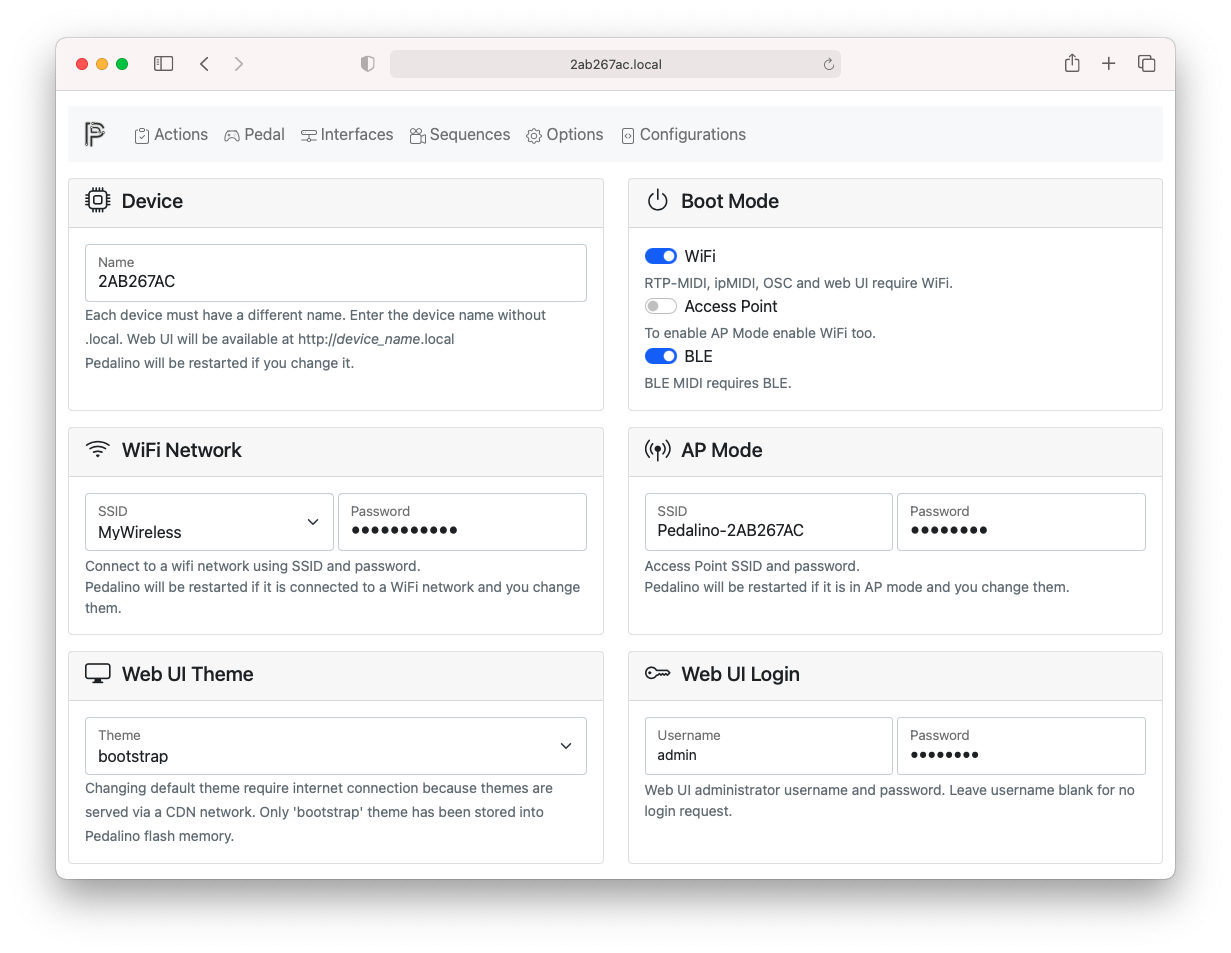 2ab267ac.local
Actions Pedal Interfaces Sequences Options Configurations
Device
Name
2AB267AC
Each device must have a different name. Enter the device name without
.local. Web UI will be available at http://device_name.local
Pedalino will be restarted if you change it.
Boot Mode
WiFi
RTP-MIDI, ipMIDI, OSC and web UI require WiFi.
Access Point
To enable AP Mode enable WiFi too.
BLE
BLE MIDI requires BLE.
WiFi Network
SSID
MyWireless
Password
●●●●●●●●●●●
Connect to a wifi network using SSID and password.
Pedalino will be restarted if it is connected to a WiFi network and you change
them.
AP Mode
SSID
Pedalino-2AB267AC
Password
●●●●●●●●
Access Point SSID and password.
Pedalino will be restarted if it is in AP mode and you change them.
Web UI Theme
Theme
bootstrap
Changing default theme require internet connection because themes are
served via a CDN network. Only 'bootstrap' theme has been stored into
Pedalino flash memory.
Web UI Login
Username
admin
Password
●●●●●●●●
Web UI administrator username and password. Leave username blank for no
login request.